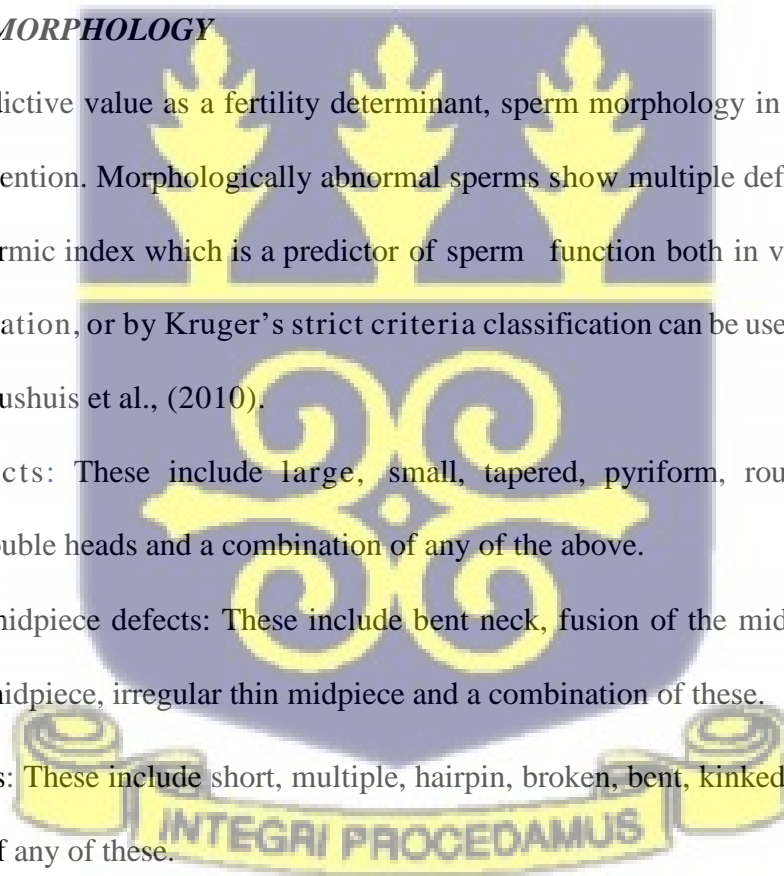 MORPHOLOGY
dictive value as a fertility determinant, sperm morphology in
ention. Morphologically abnormal sperms show multiple def
ermic index which is a predictor of sperm function both in v
ation, or by Kruger’s strict criteria classification can be use
ushuis et al., (2010).
cts: These include large, small, tapered, pyriform, rou
ouble heads and a combination of any of the above.
midpiece defects: These include bent neck, fusion of the mid
midpiece, irregular thin midpiece and a combination of these.
s: These include short, multiple, hairpin, broken, bent, kinked
f any of these.
INTEGRI PROCEDAMUS